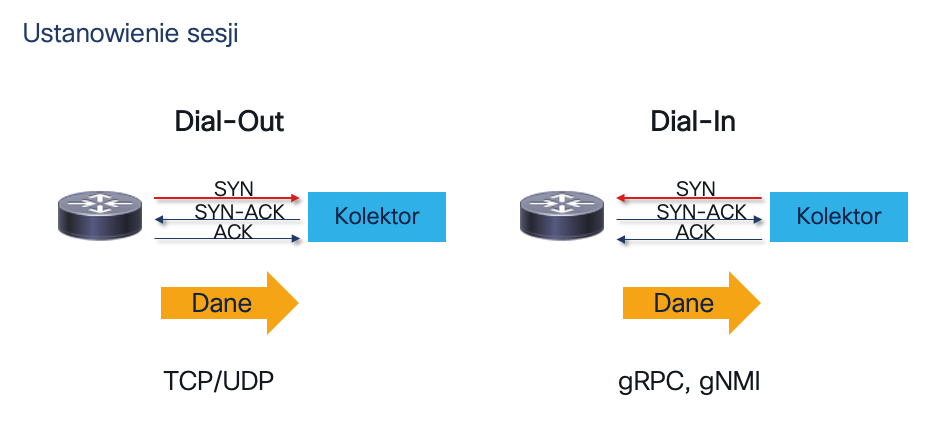 Ustanowienie sesji
Dial-Out
SYN
SYN-ACK
ACK
Kolektor
Dane
TCP/UDP
Dial-In
SYN
SYN-ACK
ACK
Kolektor
Dane
gRPC, gNMI